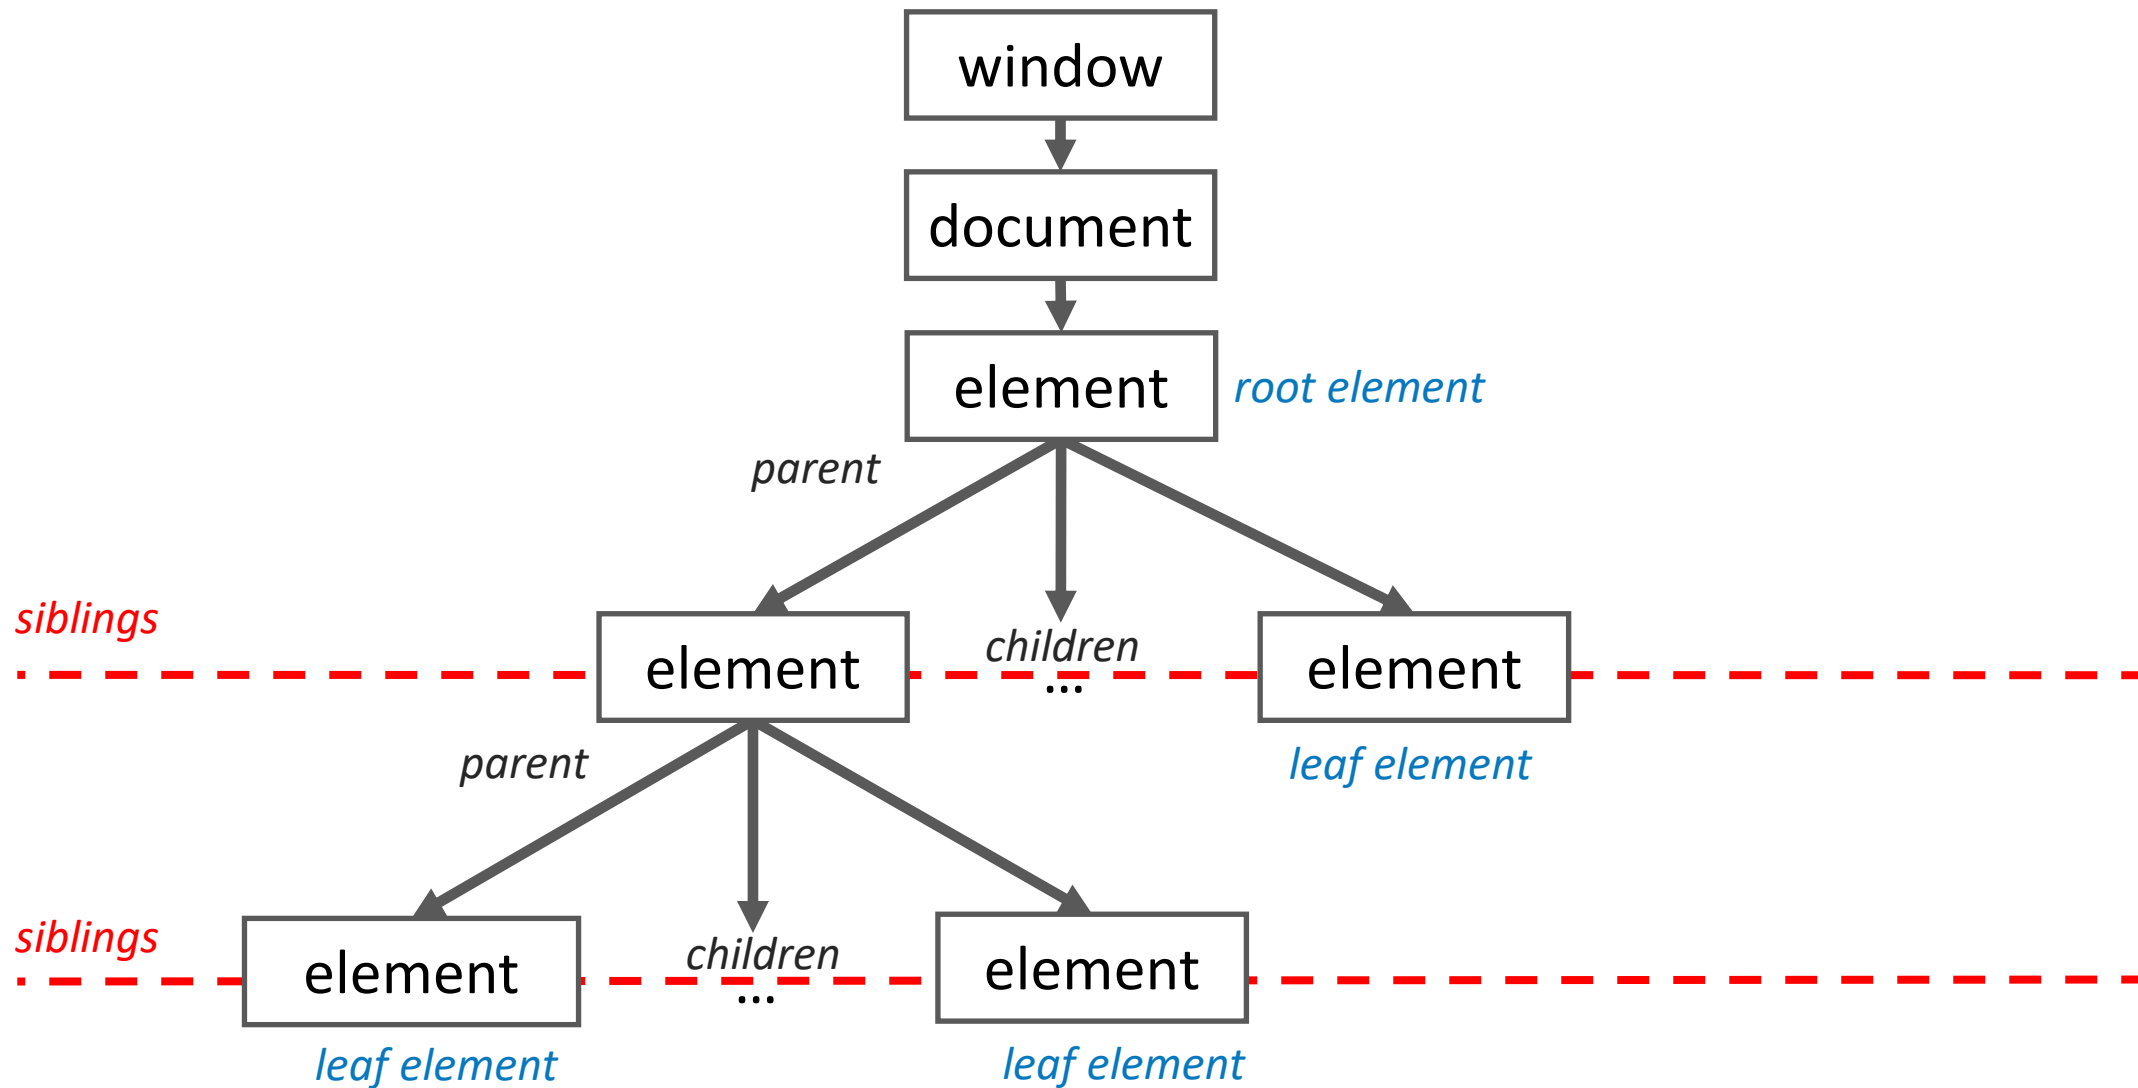 window
document
element
root element
parent
siblings
element
children
...
element
parent
leaf element
siblings
element
children
...
element
leaf element
leaf element